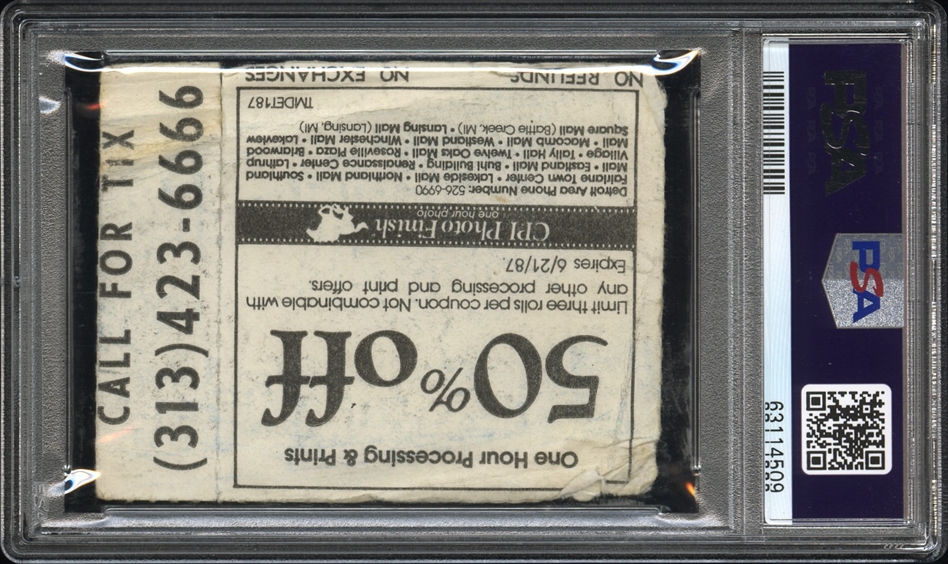 One Hour Processing & Prints
50% off
Limit three rolls per coupon. Not combinable with
any other processing and print offers.
Expires 6/21/87.
CPI Photo Finish
one hour photo
Detroit Area Phone Number: 526-6990
Fairlane Town Center • Lakeside Mall • Northland Mall • Southland
Mall • Eastland Mall • Buhl Building • Renaissance Center • Lathrup
Village • Tally Hall • Twelve Oaks Mall • Roseville Plaza • Briarwood
Mall • Macomb Mall • Westland Mall • Winchester Mall • Lakeview
Square Mall (Battle Creek, MI) • Lansing Mall (Lansing, MI)
TMDET187
NO REFUNDS NO EXCHANGES
CALL FOR TIX
(313)423-6666
PSA
PSA
63114509